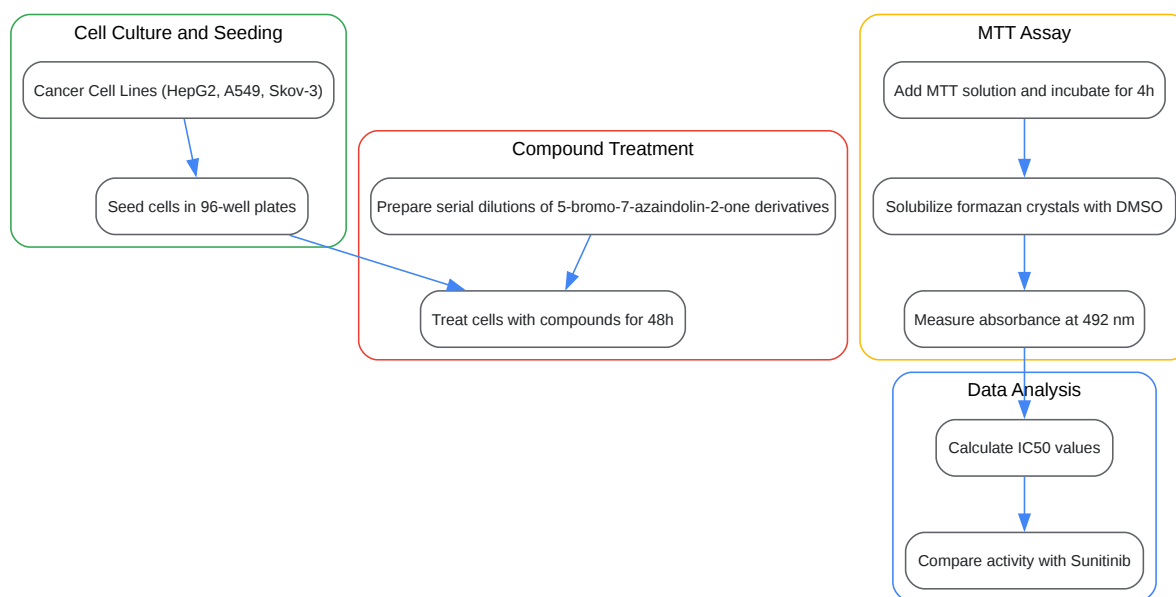 Cell Culture and Seeding
Cancer Cell Lines (HepG2, A549, Skov-3)
Seed cells in 96-well plates
Compound Treatment
Prepare serial dilutions of 5-bromo-7-azaindolin-2-one derivatives
Treat cells with compounds for 48h
MTT Assay
Add MTT solution and incubate for 4h
Solubilize formazan crystals with DMSO
Measure absorbance at 492 nm
Data Analysis
Calculate IC50 values
Compare activity with Sunitinib